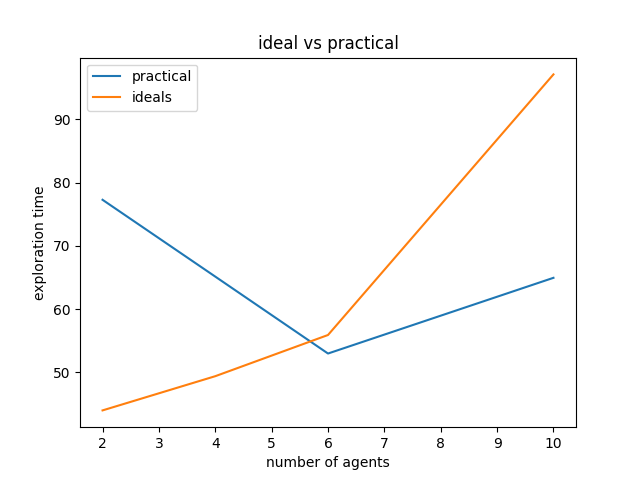 ideal vs practical
practical
ideals
exploration time
90
80
70
60
50
2 3 4 5 6 7 8 9 10
number of agents